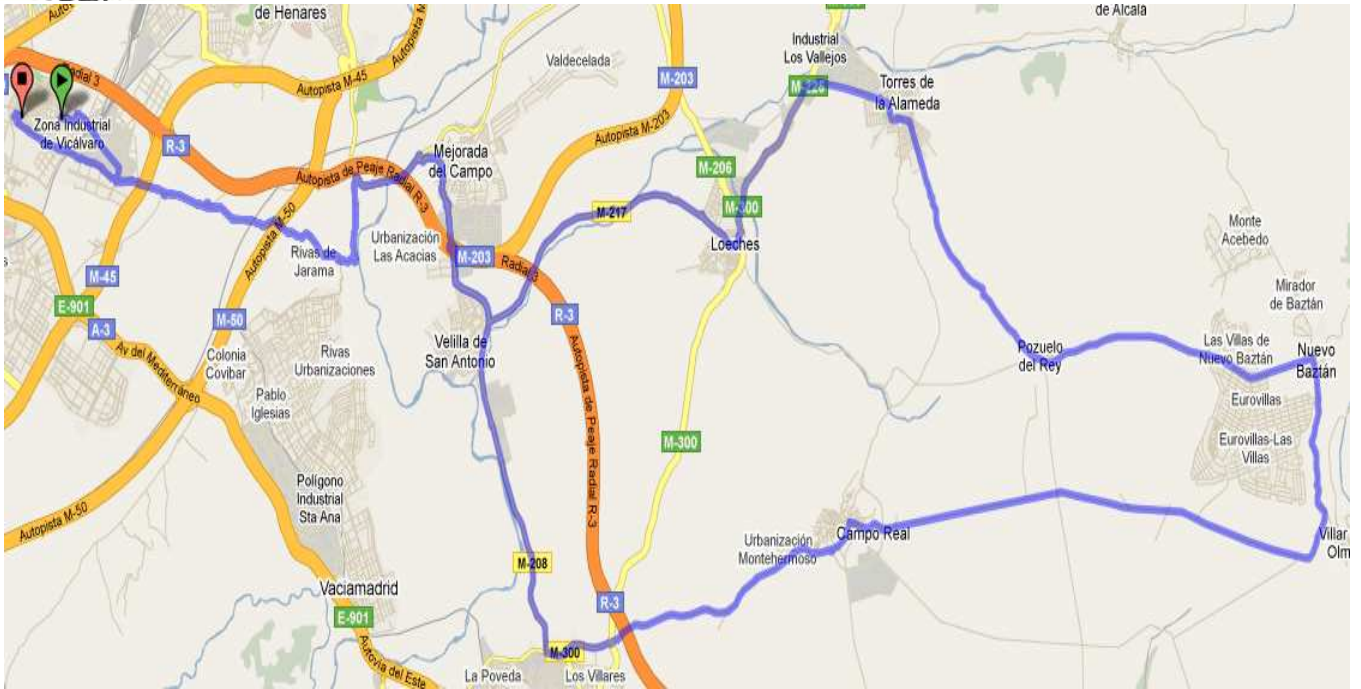 de Henares
Autopista M-45
Radial 3
Zona Industrial
de Vicálvaro
R-3
Valdecelada
M-203
Industrial
Los Vallejos
de Alcalá
Torres de
la Alameda
Autopista M-203
Mejorada
del Campo
Autopista de Peaje Radial R-3
Autopista M-50
M-206
M-300
M-217
Loeches
Urbanización
Las Acacias
Rivas de
Jarama
M-203
Radial 3
M-45
E-901
A-3
M-50
Av del Mediterráneo
Colonia
Covibar
Rivas
Urbanizaciones
Pablo
Iglesias
Velilla de
San Antonio
R-3
Autopista de Peaje Radial R-3
Monte
Acebedo
Mirador
de Baztán
Pozuelo
del Rey
Las Villas de
Nuevo Baztán
Nuevo
Baztán
Eurovillas
Eurovillas-Las
Villas
M-300
Polígono
Industrial
Sta Ana
Autopista M-50
M-208
Urbanización
Montehermoso
Campo Real
Villar
Olm
Vaciamadrid
E-901
R-3
Autovía del Este
M-300
La Poveda
Los Villares